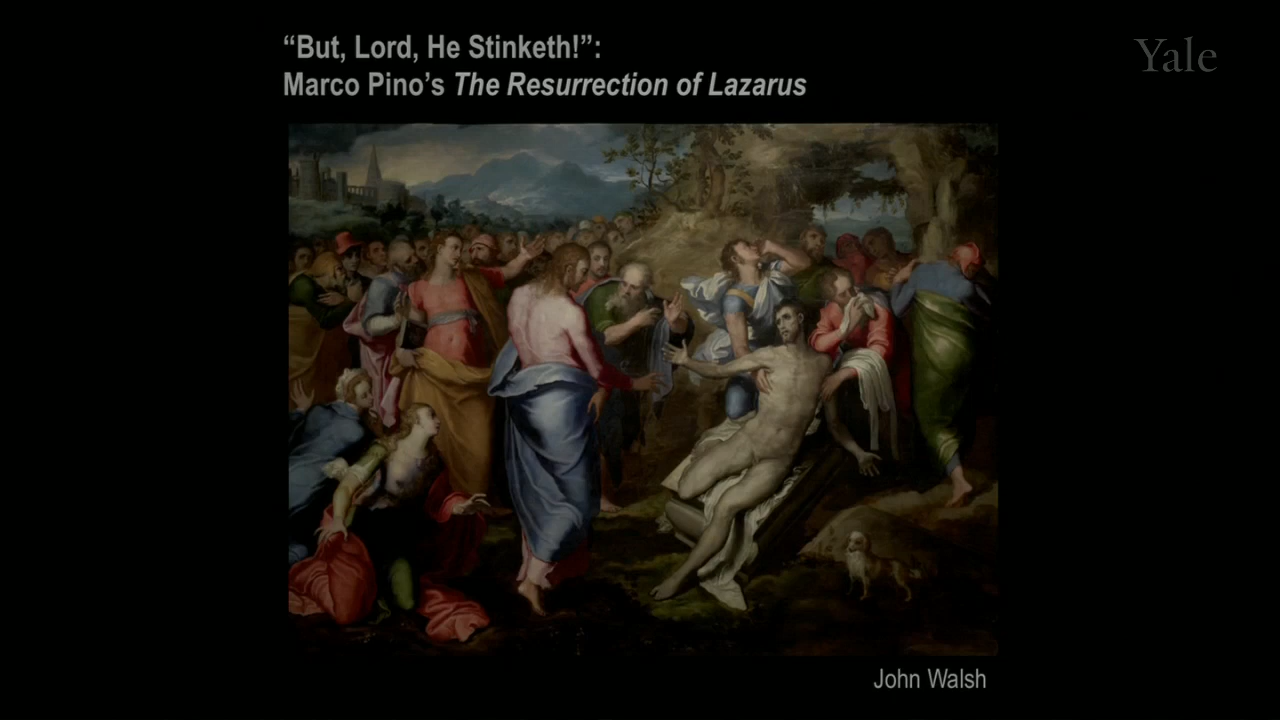 “But, Lord, He Stinketh!”:
Marco Pino’s The Resurrection of Lazarus
Yale
John Walsh